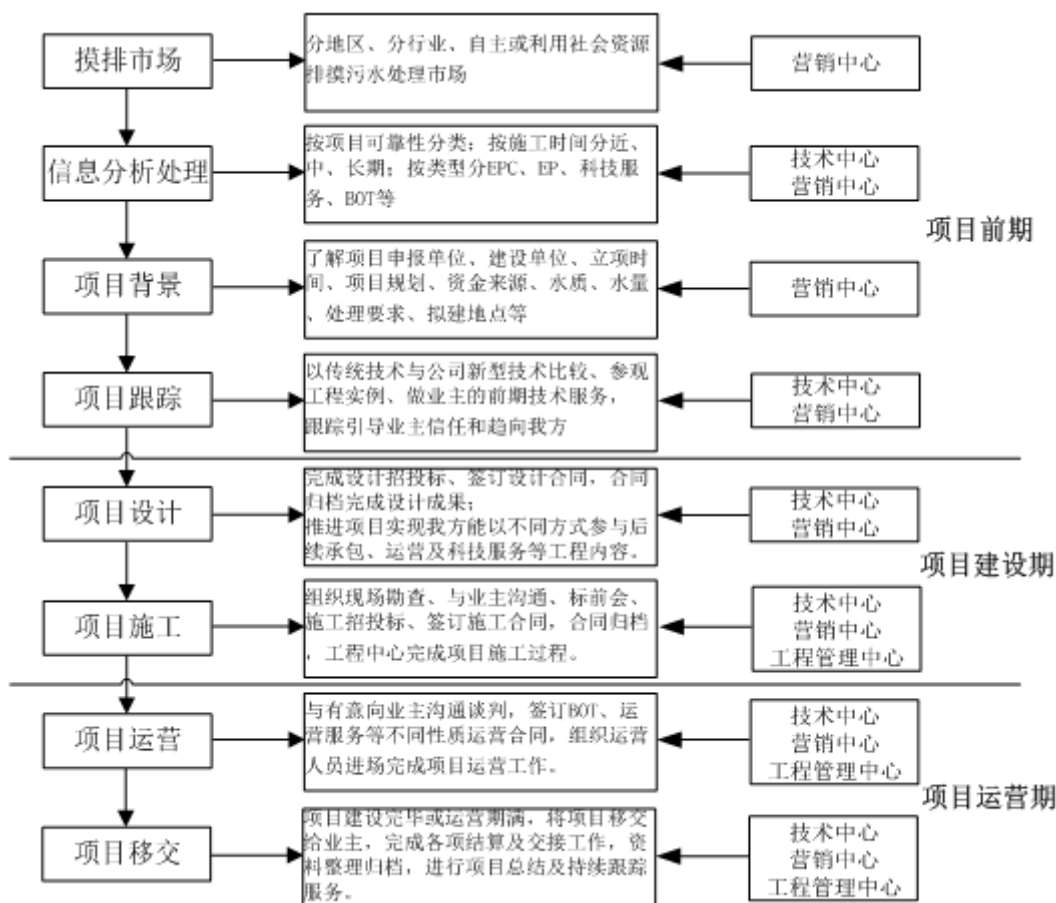 摸排市场
分地区、分行业、自主或利用社会资源
排摸污水处理市场
营销中心
信息分析处理
按项目可靠性分类；按施工时间分近、
中、长期；按类型分EPC、EP、科技服
务、BOT等
技术中心
营销中心
项目前期
项目背景
了解项目申报单位、建设单位、立项时
间、项目规划、资金来源、水质、水量
、处理要求、拟建地点等
营销中心
项目跟踪
以传统技术与公司新型技术比较、参观
工程实例、做业主的前期技术服务，
跟踪引导业主信任和趋向我方
技术中心
营销中心
项目设计
完成设计招投标、签订设计合同，合同
归档完成设计成果；
推进项目实现我方能以不同方式参与后
续承包、运营及科技服务等工程内容。
技术中心
营销中心
项目建设期
项目施工
组织现场勘查、与业主沟通、标前会、
施工招投标、签订施工合同，合同归档
，工程中心完成项目施工过程。
技术中心
营销中心
工程管理中心
项目运营
与有意向业主沟通谈判，签订BOT、运
营服务等不同性质运营合同，组织运营
人员进场完成项目运营工作。
技术中心
营销中心
工程管理中心
项目运营期
项目移交
项目建设完毕或运营期满，将项目移交
给业主，完成各项结算及交接工作，资
料整理归档，进行项目总结及持续跟踪
服务。
技术中心
营销中心
工程管理中心